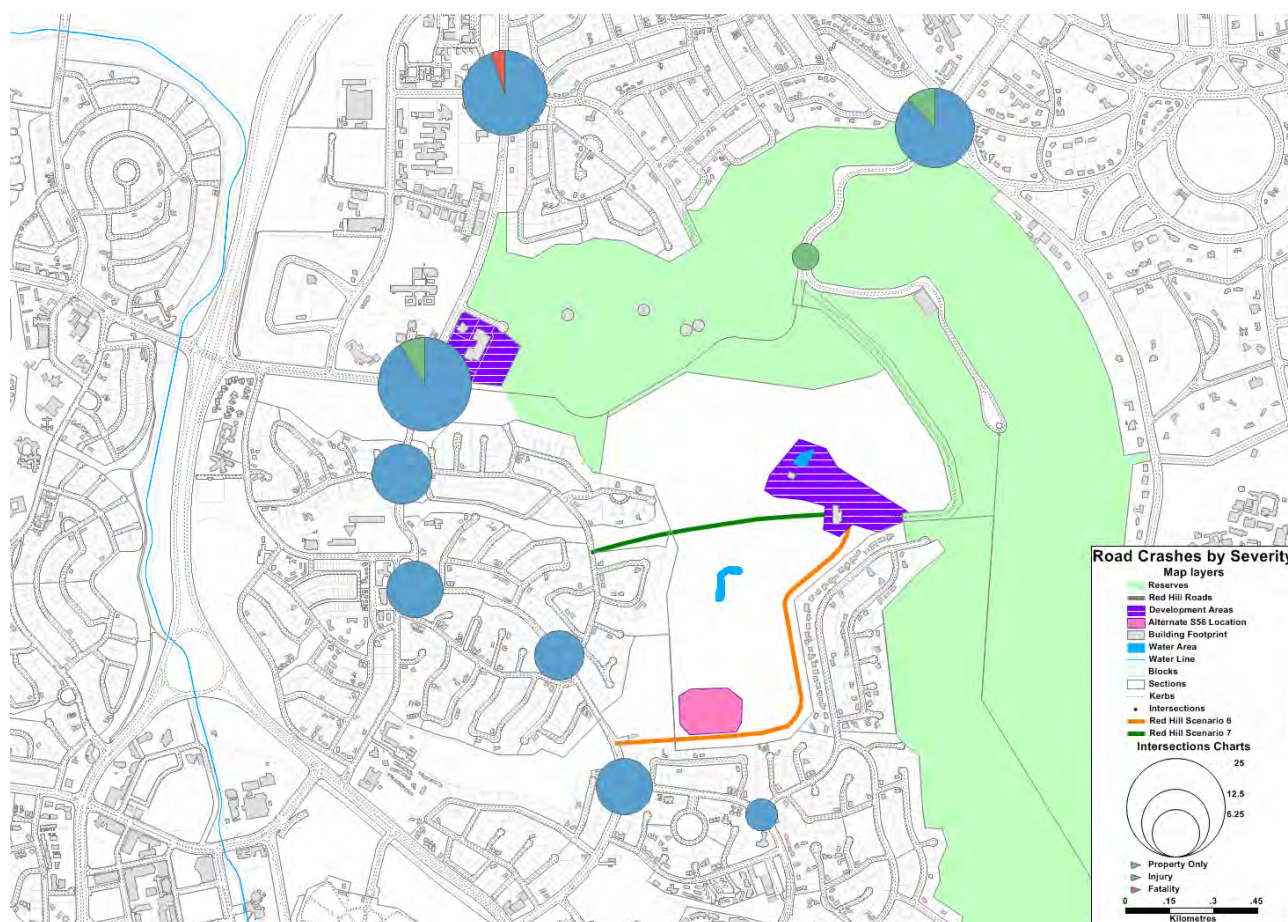 Road Crashes by Severity
Map layers
Reserves
Red Hill Roads
Development Areas
Alternate S56 Location
Building Footprint
Water Area
Water Line
Blocks
Sections
Kerbs
Intersections
Red Hill Scenario 6
Red Hill Scenario 7
Intersections Charts
25
12.5
6.25
Property Only
Injury
Fatality
0 .15 .3 .45
Kilometres